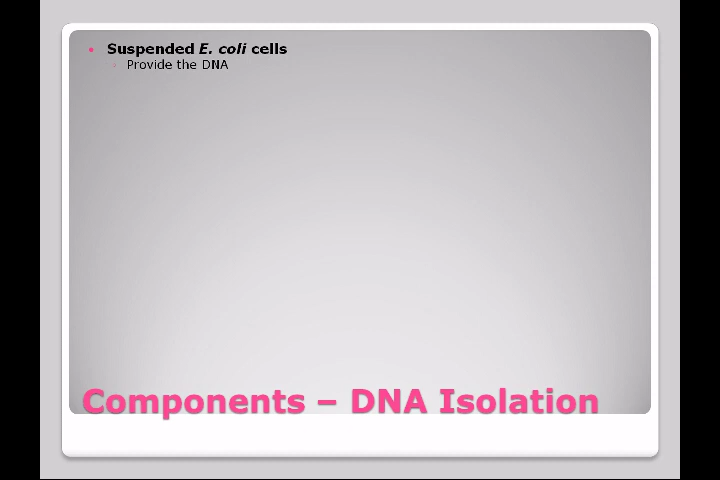 Suspended E. coli cells
Provide the DNA
Components – DNA Isolation